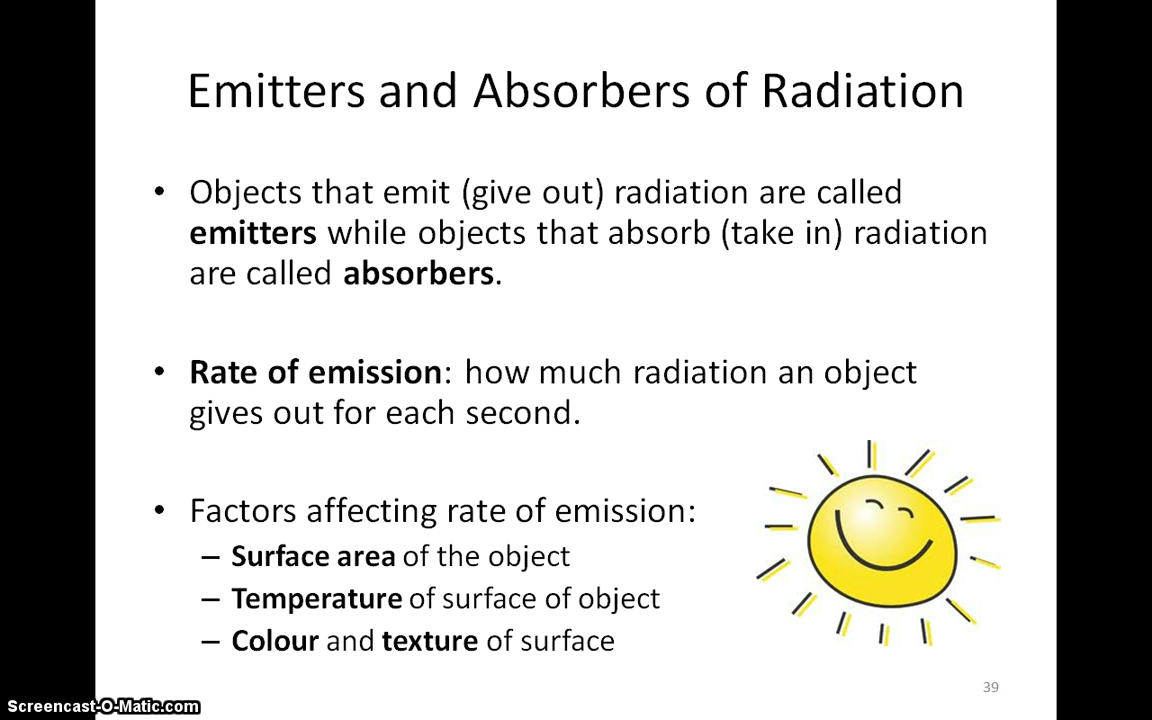 Emitters and Absorbers of Radiation
• Objects that emit (give out) radiation are called
emitters while objects that absorb (take in) radiation
are called absorbers.
• Rate of emission: how much radiation an object
gives out for each second.
• Factors affecting rate of emission:
– Surface area of the object
– Temperature of surface of object
– Colour and texture of surface
39
Screencast-O-Matic.com